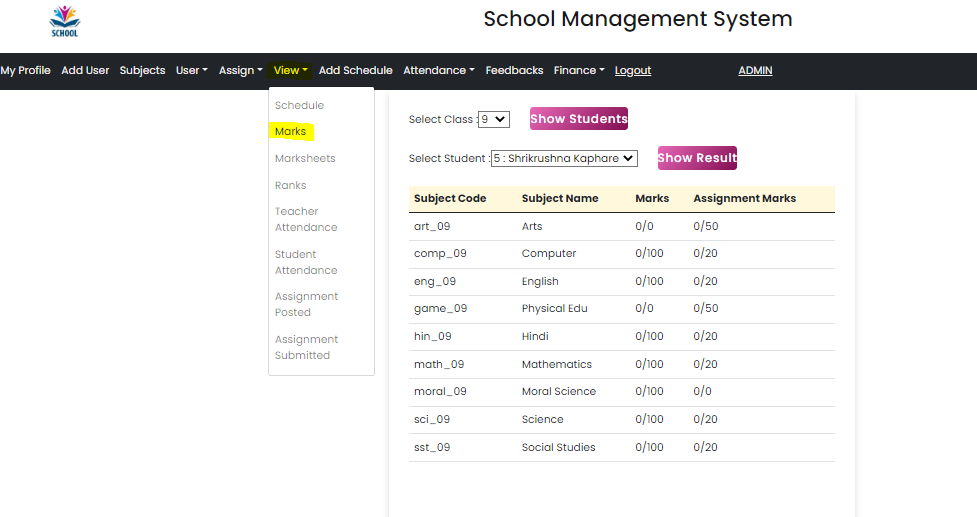 SCHOOL
School Management System
My Profile Add User Subjects User Assign View Add Schedule Attendance Feedbacks Finance Logout ADMIN
Schedule
Marks
Marksheets
Ranks
Teacher
Attendance
Student
Attendance
Assignment
Posted
Assignment
Submitted
Select Class : 9 Show Students
Select Student : 5 : Shrikrushna Kaphare Show Result
Subject Code Subject Name Marks Assignment Marks
art_09 Arts 0/0 0/50
comp_09 Computer 0/100 0/20
eng_09 English 0/100 0/20
game_09 Physical Edu 0/0 0/50
hin_09 Hindi 0/100 0/20
math_09 Mathematics 0/100 0/20
moral_09 Moral Science 0/100 0/0
sci_09 Science 0/100 0/20
sst_09 Social Studies 0/100 0/20